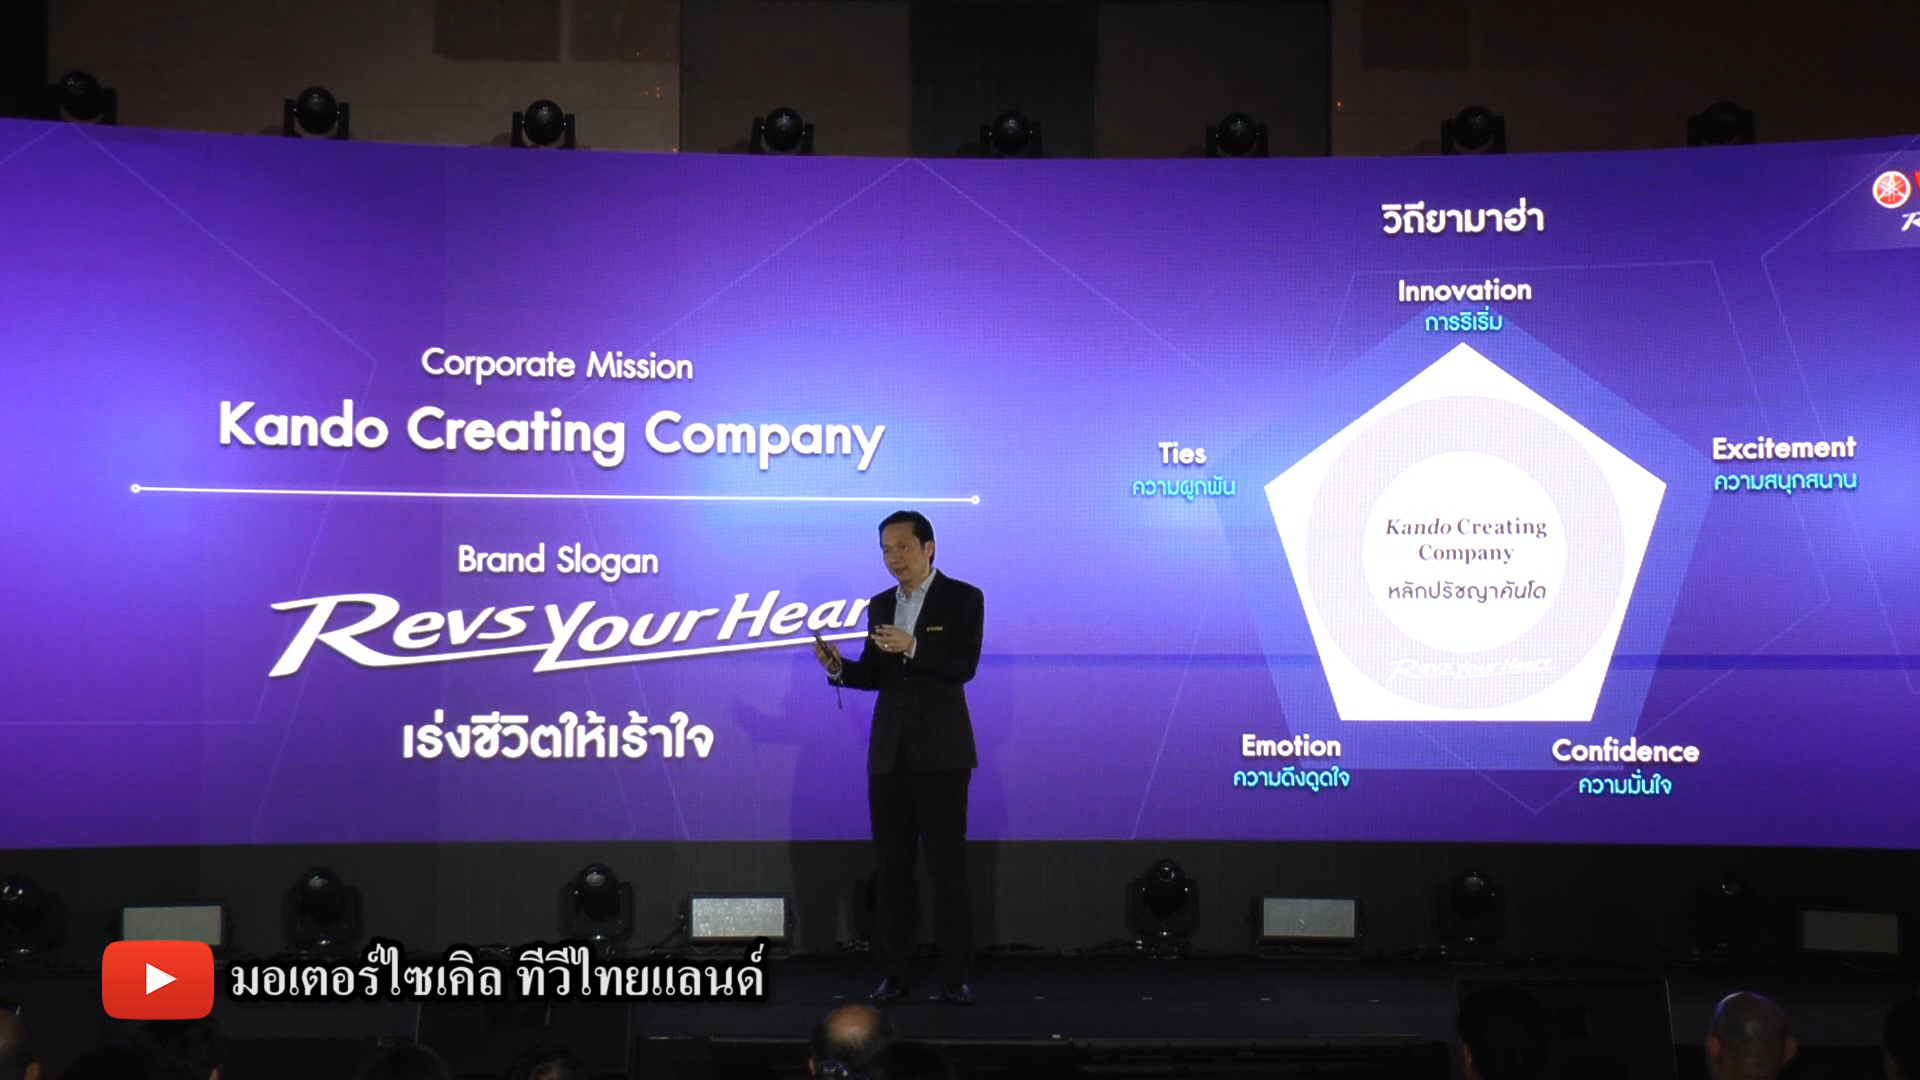 Corporate Mission
Kando Creating Company
Brand Slogan
Revs Your Hear
เร่งชีวิตให้เร้าใจ
วิถียามาฮ่า
Innovation
การริเริ่ม
Ties
ความผูกพัน
Excitement
ความสนุกสนาน
Kando Creating
Company
หลักปรัชญาคันโด
Revs Your Heart
Emotion
ความดึงดูดใจ
Confidence
ความมั่นใจ
มอเตอร์ไซเคิล ทีวีไทยแลนด์